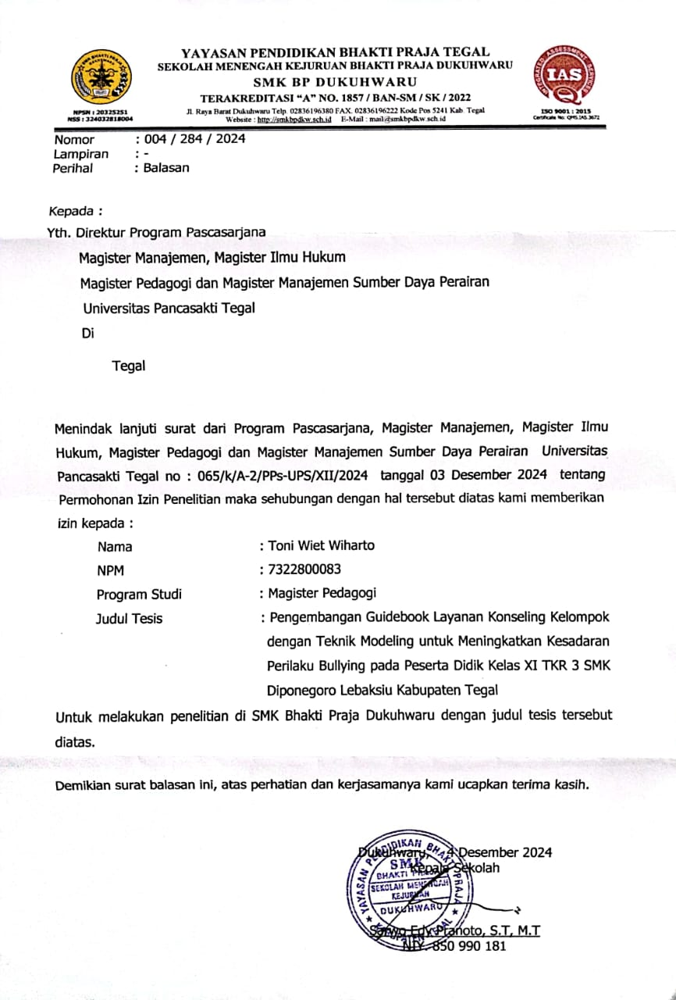 YAYASAN PENDIDIKAN BHAKTI PRAJA TEGAL
SEKOLAH MENENGAH KEJURUAN BHAKTI PRAJA DUKUHWARU
SMK BP DUKUHWARU
TERAKREDITASI “A” NO. 1857 / BAN-SM / SK / 2022
Jl. Raya Barat Dukuhwaru Telp. 02836196380 FAX. 02836196222 Kode Pos 5241 Kab. Tegal
Website : http://smkbpdkw.sch.id E-Mail : mail@smkbpdkw.sch.id
NPSN : 20325251
NSS : 324032818004
INTEGRATED ASSESSMENT SERVICES
IAS
ISO 9001 : 2015
Certificate No: QMS.IAS.3672
Nomor : 004 / 284 / 2024
Lampiran : -
Perihal : Balasan
Kepada :
Yth. Direktur Program Pascasarjana
Magister Manajemen, Magister Ilmu Hukum
Magister Pedagogi dan Magister Manajemen Sumber Daya Perairan
Universitas Pancasakti Tegal
Di
Tegal
Menindak lanjuti surat dari Program Pascasarjana, Magister Manajemen, Magister Ilmu
Hukum, Magister Pedagogi dan Magister Manajemen Sumber Daya Perairan Universitas
Pancasakti Tegal no : 065/k/A-2/PPs-UPS/XII/2024 tanggal 03 Desember 2024 tentang
Permohonan Izin Penelitian maka sehubungan dengan hal tersebut diatas kami memberikan
izin kepada :
Nama : Toni Wiet Wiharto
NPM : 7322800083
Program Studi : Magister Pedagogi
Judul Tesis : Pengembangan Guidebook Layanan Konseling Kelompok
dengan Teknik Modeling untuk Meningkatkan Kesadaran
Perilaku Bullying pada Peserta Didik Kelas XI TKR 3 SMK
Diponegoro Lebaksiu Kabupaten Tegal
Untuk melakukan penelitian di SMK Bhakti Praja Dukuhwaru dengan judul tesis tersebut
diatas.
Demikian surat balasan ini, atas perhatian dan kerjasamanya kami ucapkan terima kasih.
Dukuhwaru, 4 Desember 2024
Kepala Sekolah
YAYASAN PENDIDIKAN BHAKTI PRAJA
SMK
BHAKTI PRAJA
SEKOLAH MENENGAH
KEJURUAN
DUKUHWARU
KABUPATEN TEGAL
Sarwo Edy Pranoto, S.T, M.T
NIY. 850 990 181